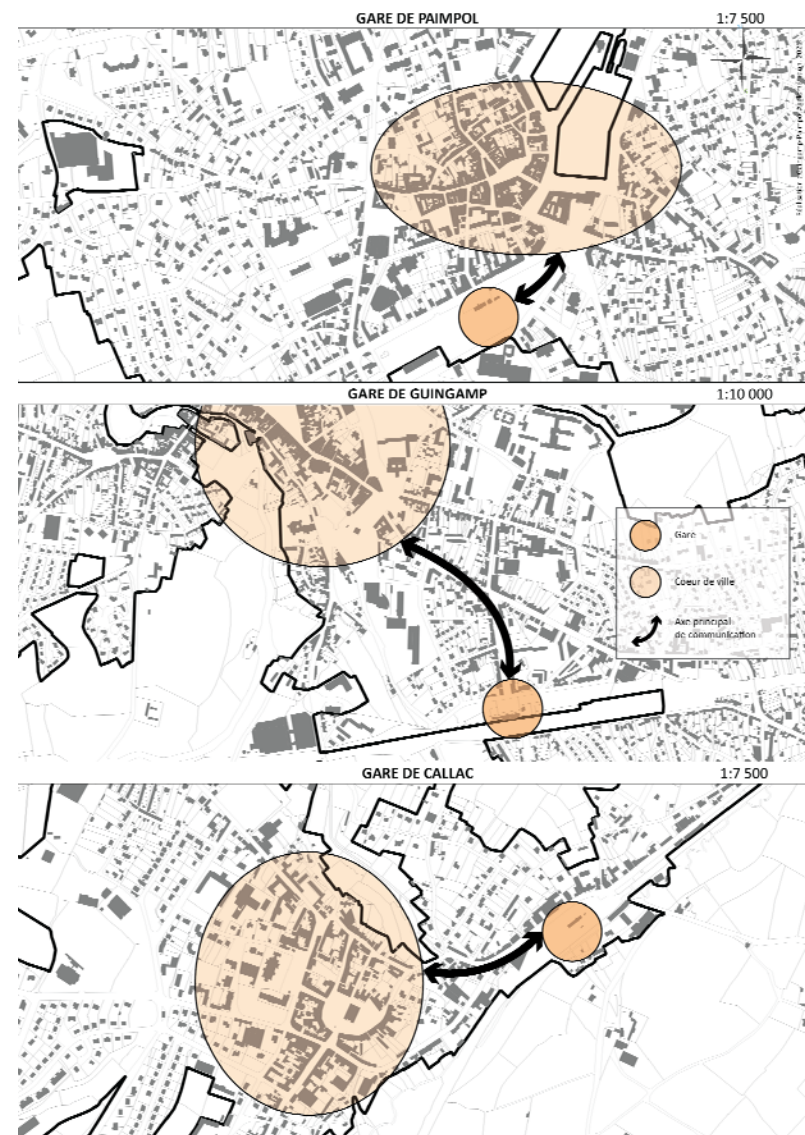 GARE DE PAIMPOL
1:7 500
GARE DE GUINGAMP
1:10 000
Gare
Coeur de ville
Axe principal
de communication
GARE DE CALLAC
1:7 500